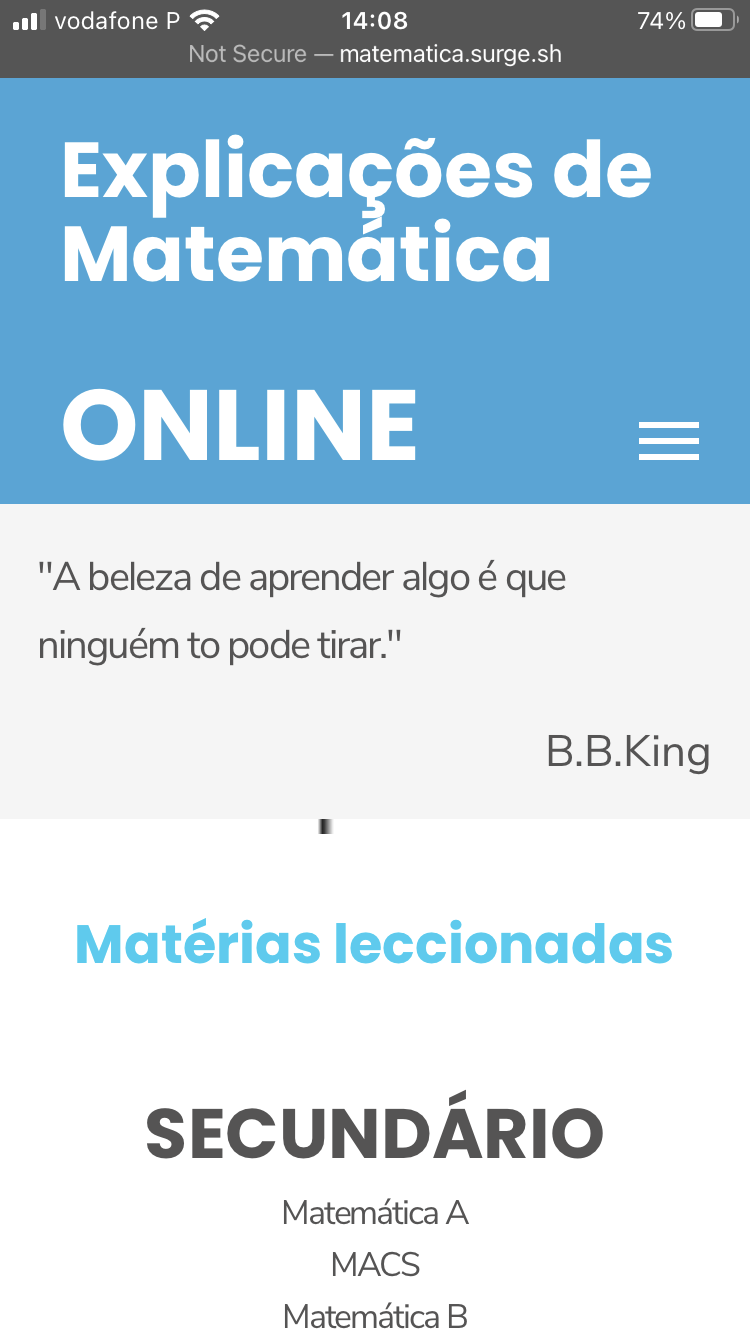 vodafone P 14:08 74%
Not Secure — matematica.surge.sh
Explicações de
Matemática
ONLINE
"A beleza de aprender algo é que
ninguém to pode tirar."
B.B.King
Matérias leccionadas
SECUNDÁRIO
Matemática A
MACS
Matemática B